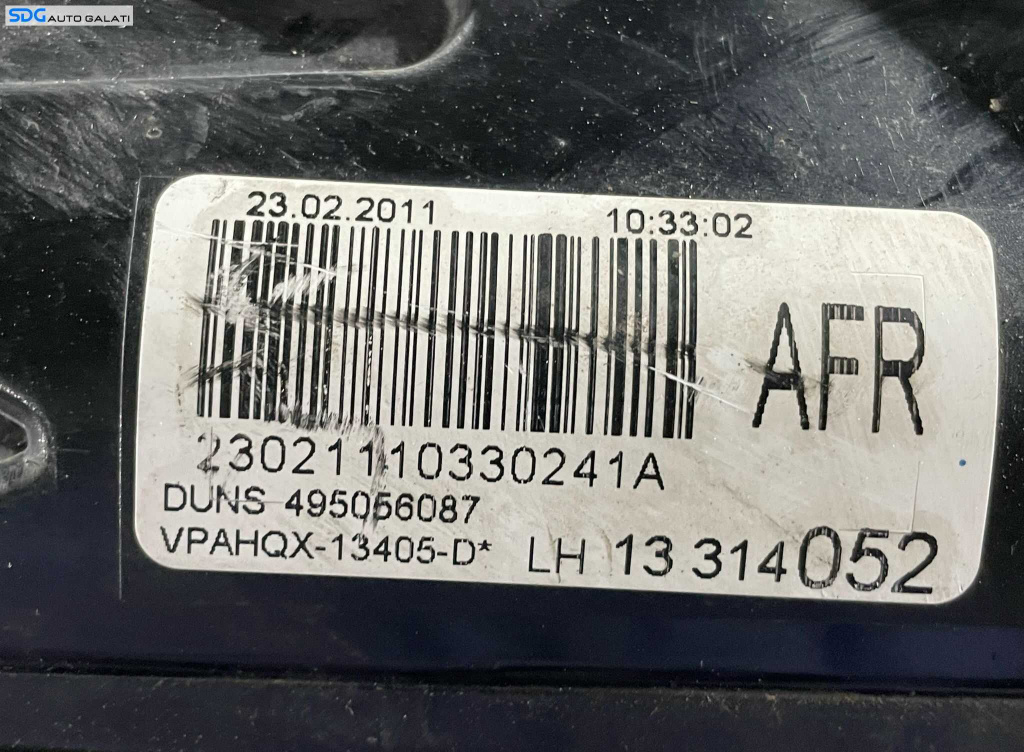 SDG AUTO GALATI
23.02.2011 10:33:02
AFR
23021110330241A
DUNS 495056087
VPAHQX-13405-D* LH 13 314052